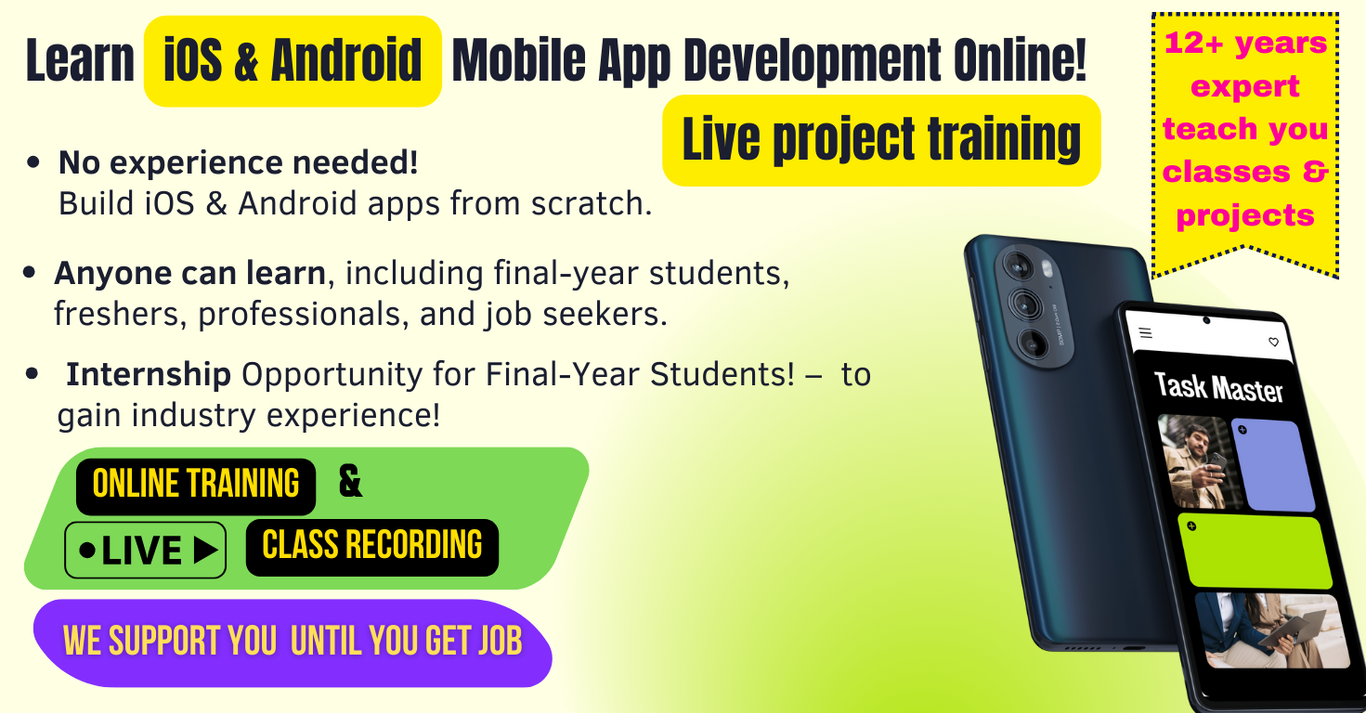 Learn iOS & Android Mobile App Development Online!
Live project training
12+ years
expert
teach you
classes &
projects
• No experience needed!
Build iOS & Android apps from scratch.
• Anyone can learn, including final-year students,
freshers, professionals, and job seekers.
• Internship Opportunity for Final-Year Students! – to
gain industry experience!
ONLINE TRAINING &
LIVE CLASS RECORDING
WE SUPPORT YOU UNTIL YOU GET JOB
Task Master